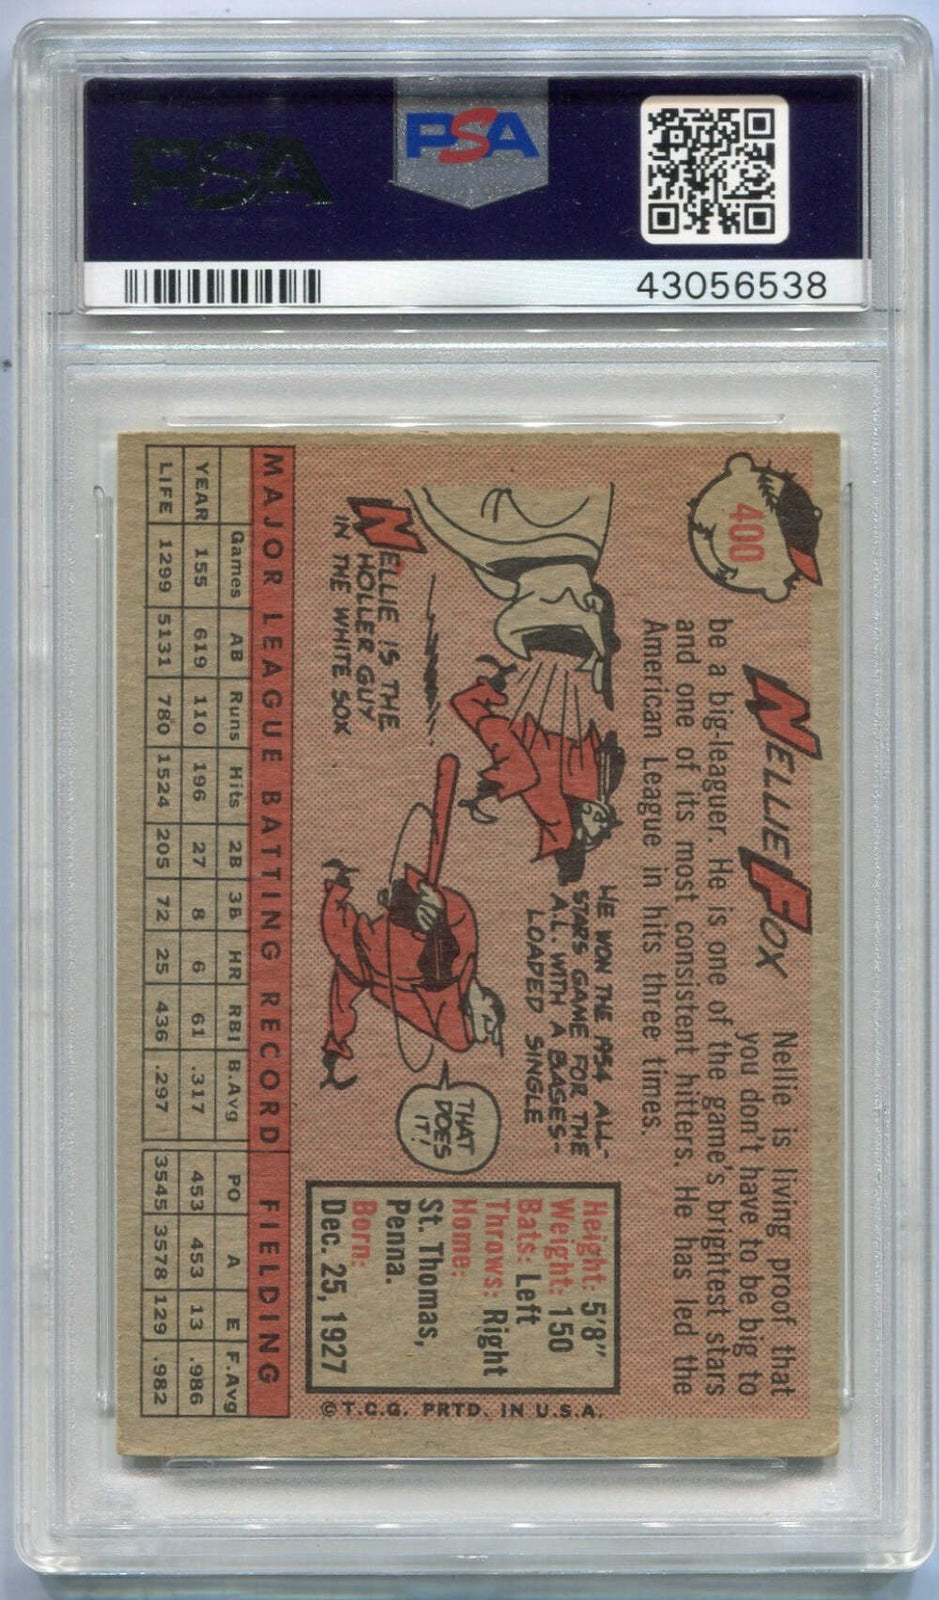 PSA
PSA
43056538
400
NELLIE FOX
Nellie is living proof that
you don't have to be big to
be a big-leaguer. He is one of the game's brightest stars
and one of its most consistent hitters. He has led the
American League in hits three times.
NELLIE IS THE
HOLLER GUY
IN THE WHITE SOX
HE WON THE 1954 ALL-
STARS GAME FOR THE
A.L. WITH A BASES-
LOADED SINGLE
THAT
DOES
IT!
Height: 5'8"
Weight: 150
Bats: Left
Throws: Right
Home:
St. Thomas,
Penna.
Born:
Dec. 25, 1927
©T.C.G. PRTD. IN U.S.A.
MAJOR LEAGUE BATTING RECORD FIELDING
Games AB Runs Hits 2B 3B HR RBI B.Avg PO A E F.Avg
YEAR 155 619 110 196 27 8 6 61 .317 453 453 13 .986
LIFE 1299 5131 780 1524 205 72 25 436 .297 3545 3578 129 .982